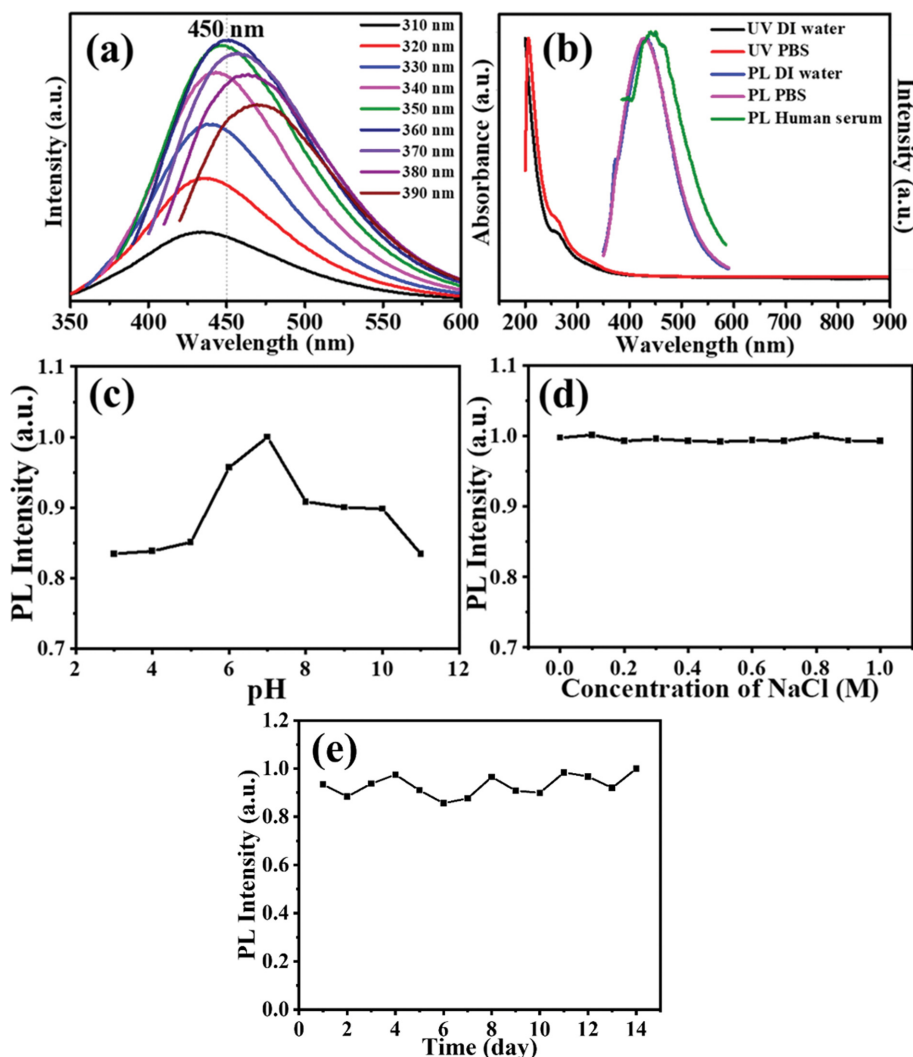 (a)
450 nm
310 nm
320 nm
330 nm
340 nm
350 nm
360 nm
370 nm
380 nm
390 nm
Intensity (a.u.)
350 400 450 500 550 600
Wavelength (nm)
(b)
UV DI water
UV PBS
PL DI water
PL PBS
PL Human serum
Absorbance (a.u.)
Intensity (a.u.)
200 300 400 500 600 700 800 900
Wavelength (nm)
(c)
PL Intensity (a.u.)
1.1
1.0
0.9
0.8
0.7
2 4 6 8 10 12
pH
(d)
PL Intensity (a.u.)
1.1
1.0
0.9
0.8
0.7
0.0 0.2 0.4 0.6 0.8 1.0
Concentration of NaCl (M)
(e)
PL Intensity (a.u.)
1.2
1.0
0.8
0.6
0.4
0.2
0.0
0 2 4 6 8 10 12 14
Time (day)